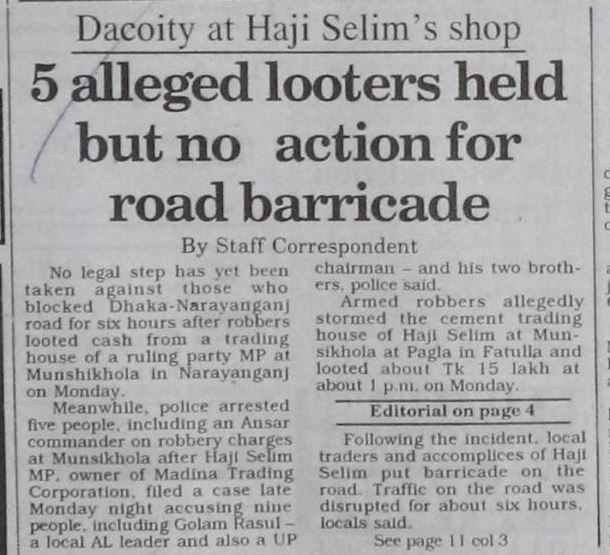 Dacoity at Haji Selim's shop
5 alleged looters held
but no action for
road barricade
By Staff Correspondent
No legal step has yet been
taken against those who
blocked Dhaka-Narayanganj
road for six hours after robbers
looted cash from a trading
house of a ruling party MP at
Munshikhola in Narayanganj
on Monday.
Meanwhile, police arrested
five people, including an Ansar
commander on robbery charges
at Munsikhola after Haji Selim
MP, owner of Madina Trading
Corporation, filed a case late
Monday night accusing nine
people, including Golam Rasul –
a local AL leader and also a UP
chairman – and his two broth-
ers, police said.
Armed robbers allegedly
stormed the cement trading
house of Haji Selim at Mun-
sikhola at Pagla in Fatulla and
looted about Tk 15 lakh at
about 1 p.m. on Monday.
Editorial on page 4
Following the incident, local
traders and accomplices of Haji
Selim put barricade on the
road. Traffic on the road was
disrupted for about six hours,
locals said.
See page 11 col 3